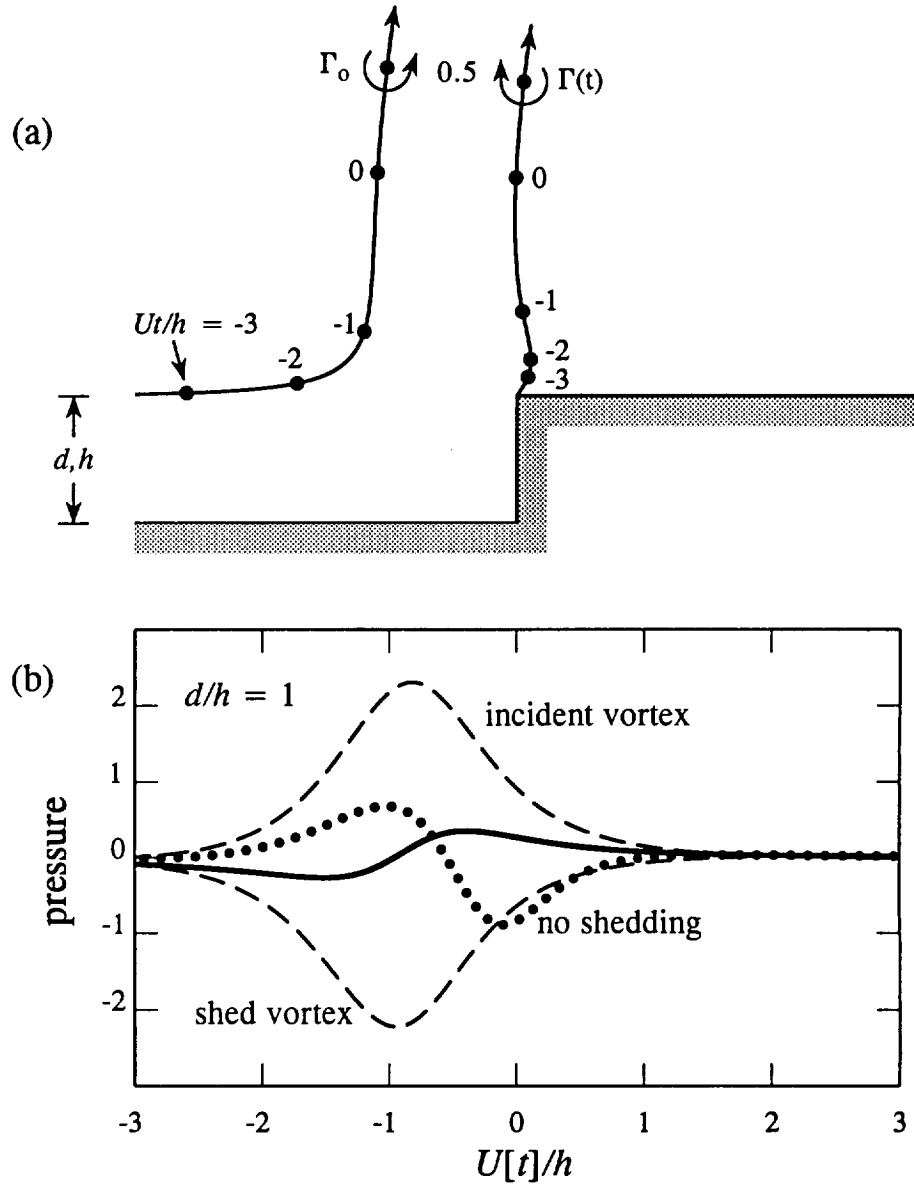 (a)
Γₒ
0.5
Γ(t)
0
0
Ut/h = -3
-2
-1
-1
-2
-3
d,h
(b)
d/h = 1
incident vortex
no shedding
shed vortex
pressure
2
1
0
-1
-2
-3
-2
-1
0
1
2
3
U[t]/h